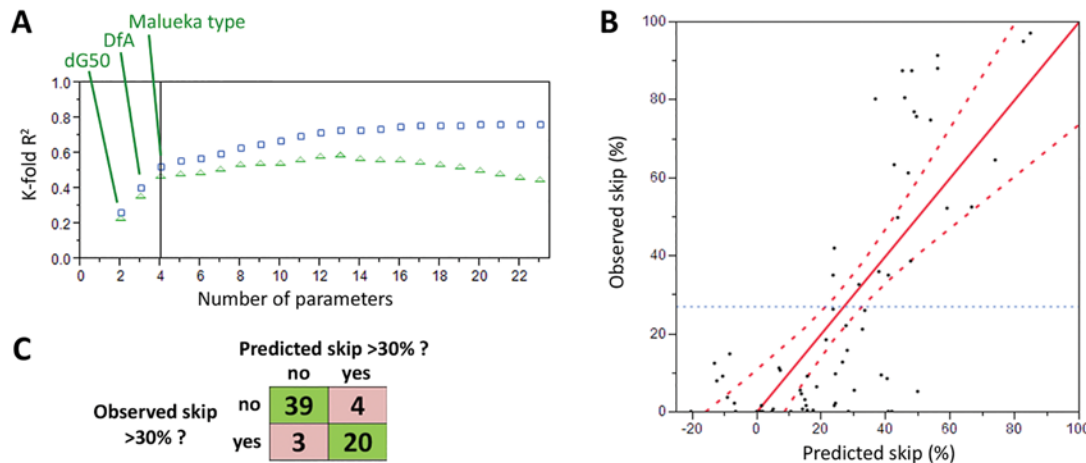 A
Malueka type
DfA
dG50
K-fold R²
1.0
0.8
0.6
0.4
0.2
0.0
0 2 4 6 8 10 12 14 16 18 20 22
Number of parameters
B
Observed skip (%)
100
80
60
40
20
0
-20 0 20 40 60 80 100
Predicted skip (%)
C
Predicted skip >30% ?
no yes
Observed skip
>30% ?
no 39 4
yes 3 20